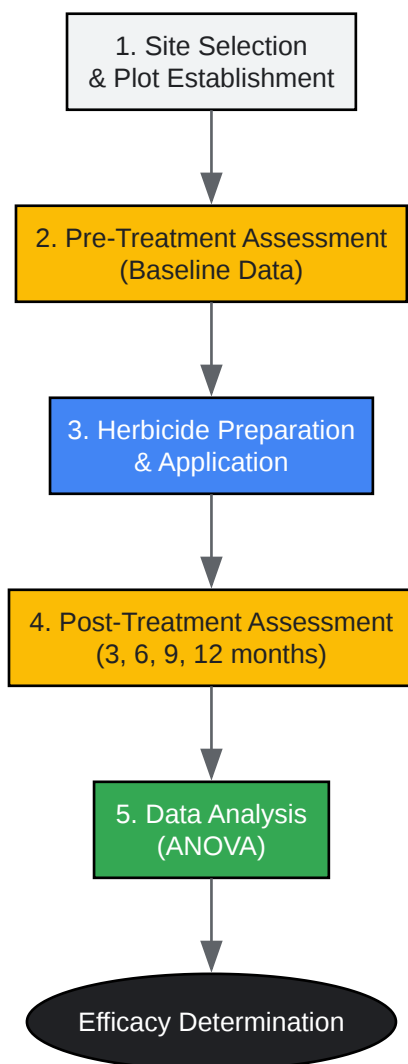 1. Site Selection
& Plot Establishment
2. Pre-Treatment Assessment
(Baseline Data)
3. Herbicide Preparation
& Application
4. Post-Treatment Assessment
(3, 6, 9, 12 months)
5. Data Analysis
(ANOVA)
Efficacy Determination